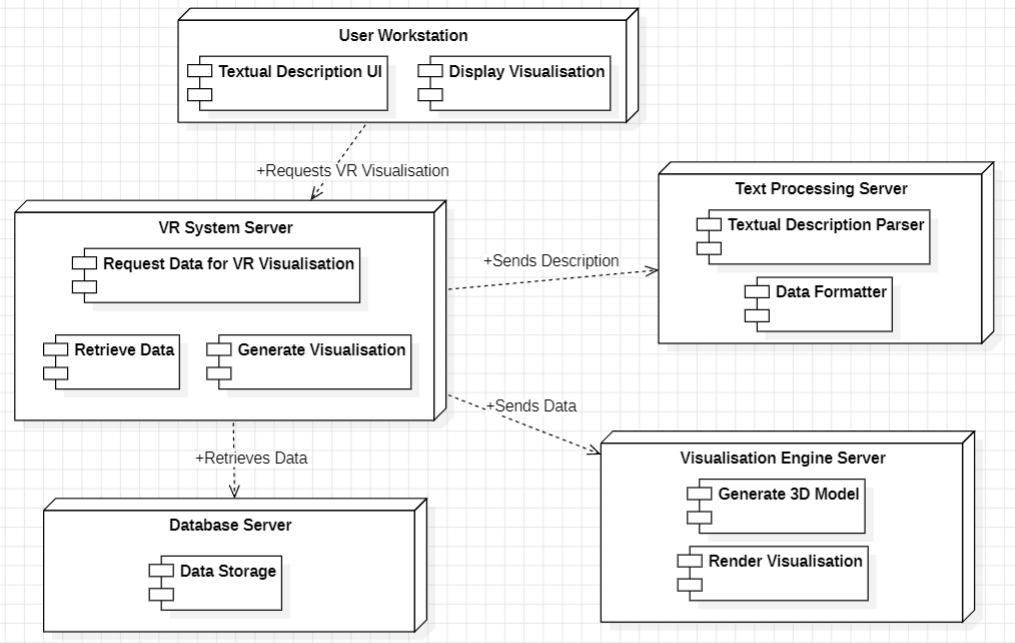 User Workstation
Textual Description UI
Display Visualisation
+Requests VR Visualisation
VR System Server
Request Data for VR Visualisation
Retrieve Data
Generate Visualisation
+Sends Description
Text Processing Server
Textual Description Parser
Data Formatter
+Sends Data
+Retrieves Data
Visualisation Engine Server
Generate 3D Model
Render Visualisation
Database Server
Data Storage